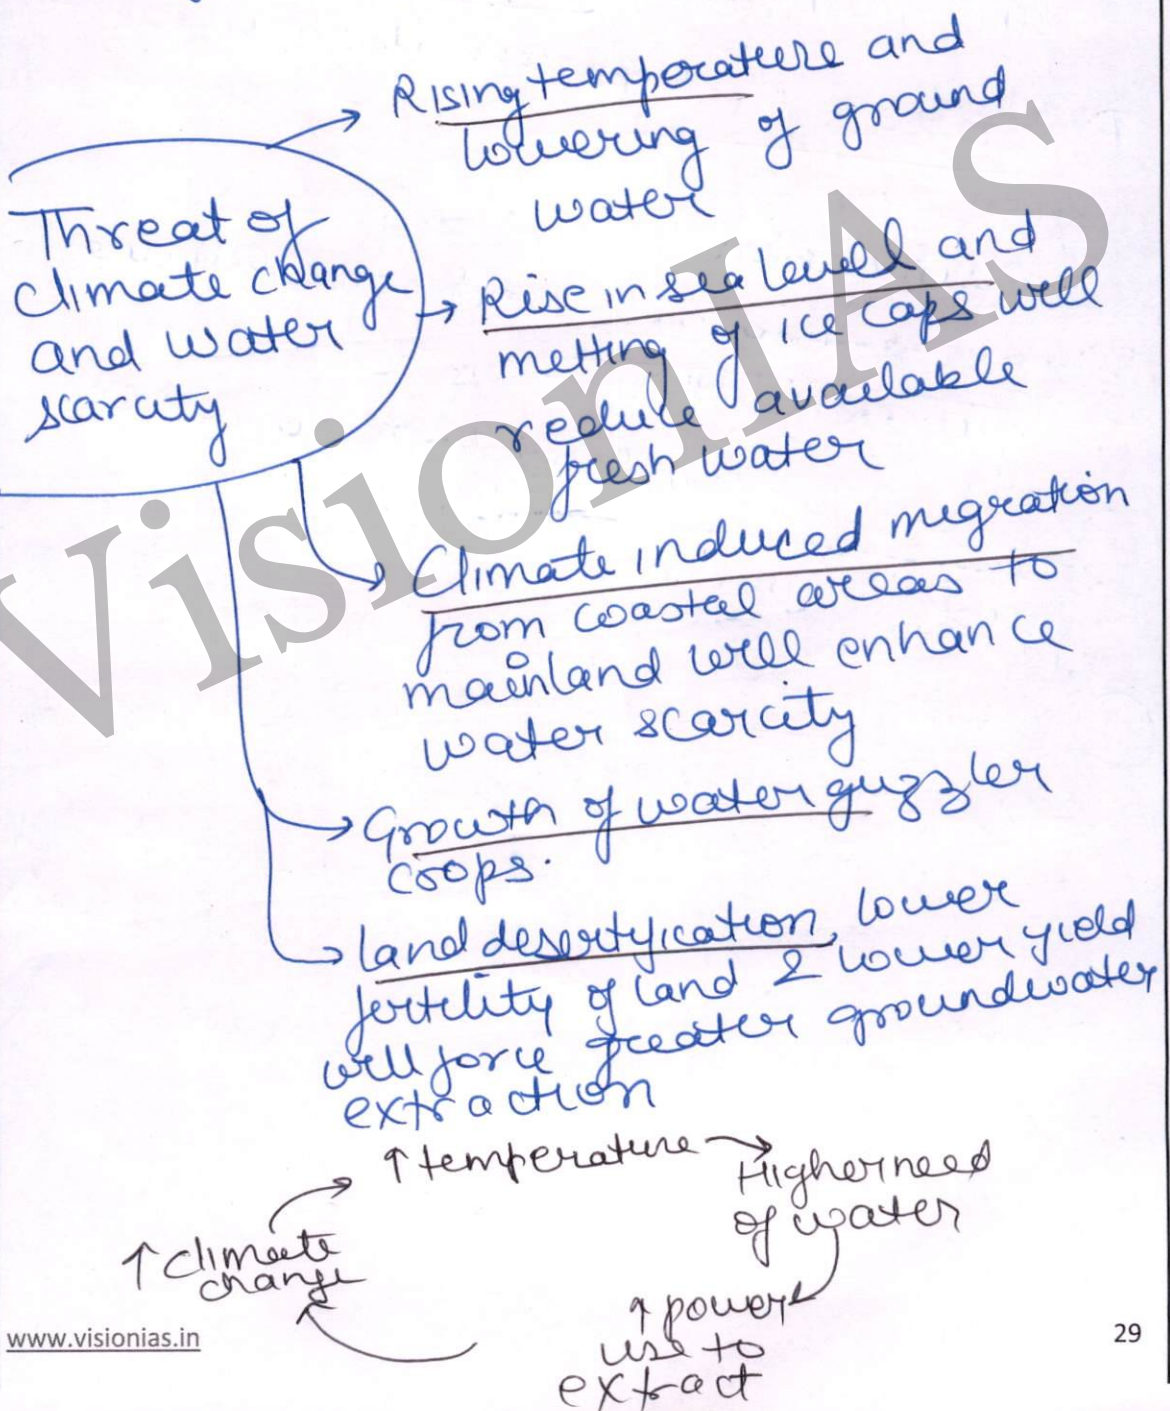 Threat of
climate change
and water
scarcity
Rising temperature and
lowering of ground
water
Rise in sea level and
melting of ice caps will
reduce available
fresh water
Climate induced migration
from coastal areas to
mainland will enhance
water scarcity
Growth of water guzzler
crops.
land desertification, lower
fertility of land & lower yield
will force greater groundwater
extraction
↑ temperature
Higher need
of water
↑ power
use to
extract
↑ climate
change
VisionIAS
www.visionias.in
29